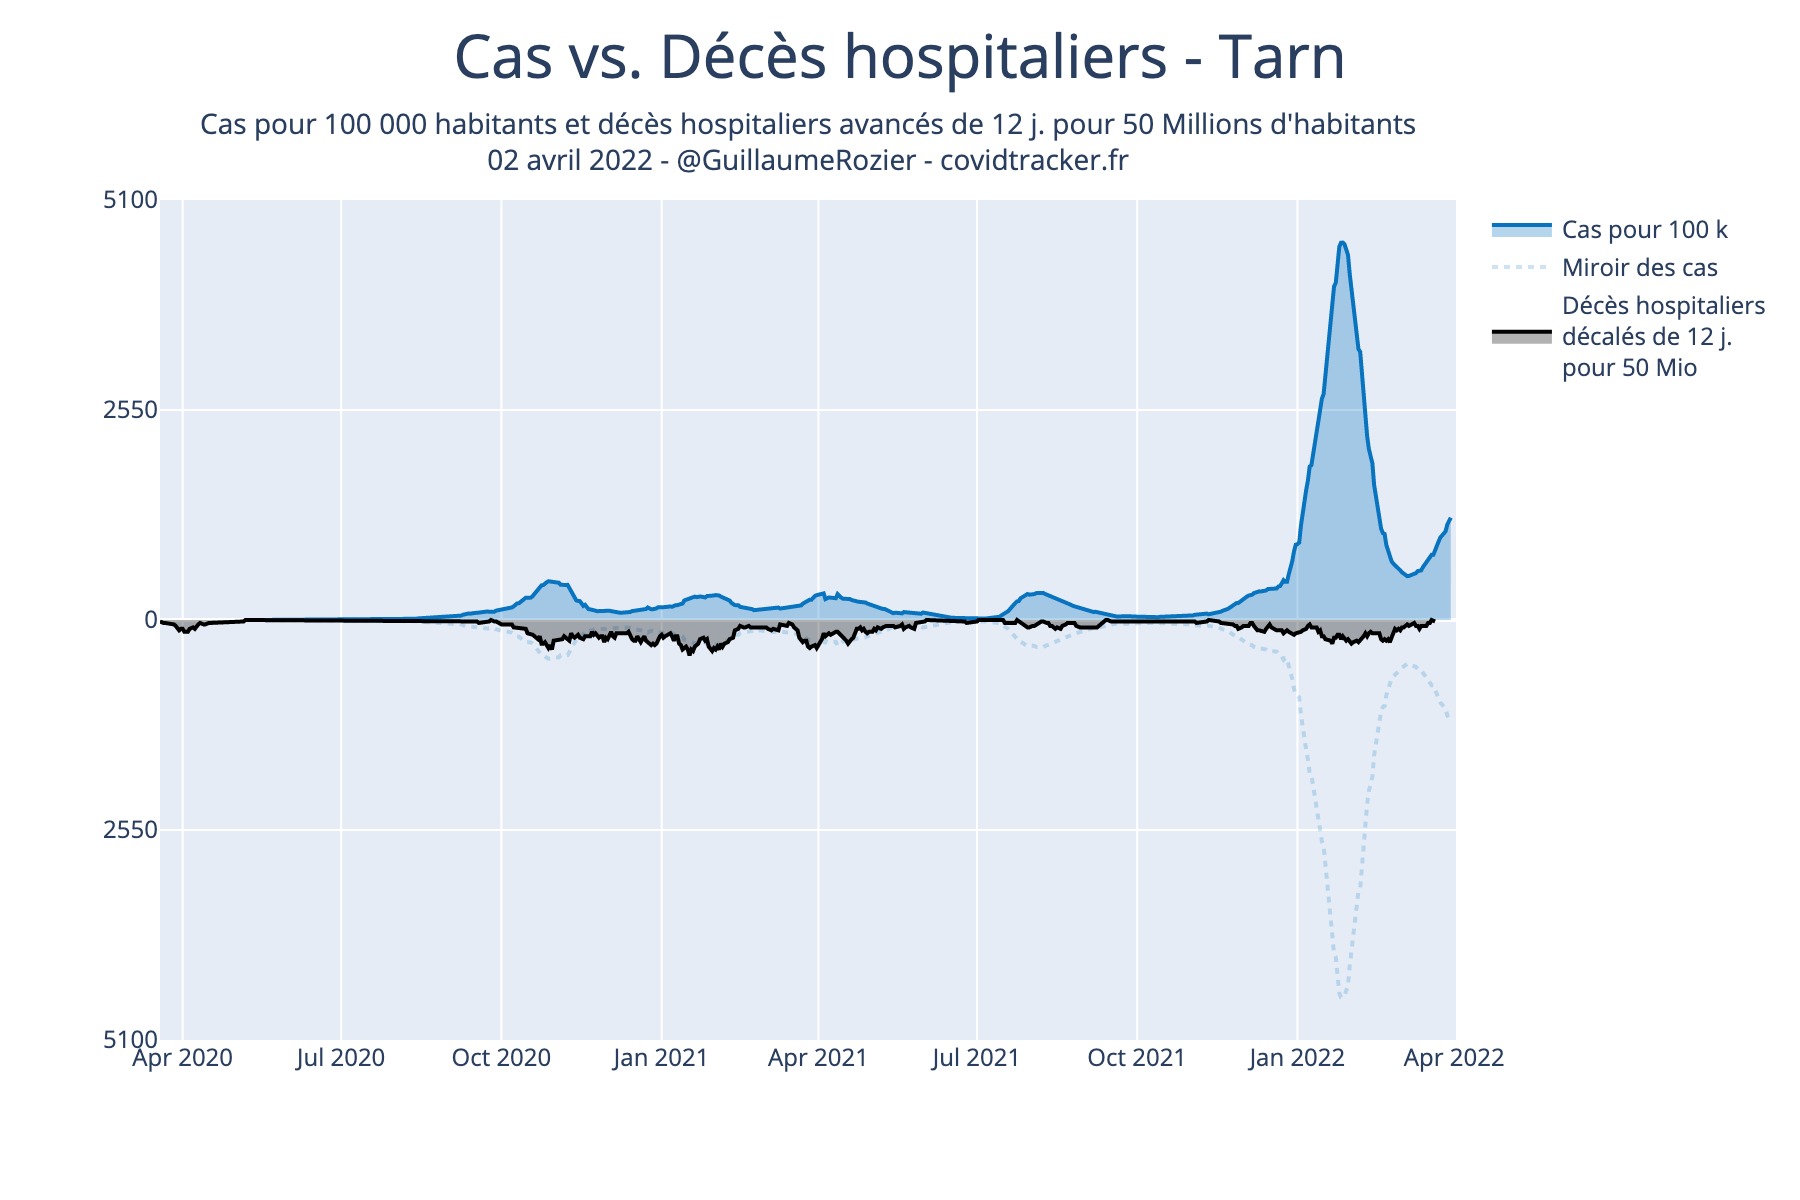 Cas vs. Décès hospitaliers - Tarn
Cas pour 100 000 habitants et décès hospitaliers avancés de 12 j. pour 50 Millions d'habitants
02 avril 2022 - @GuillaumeRozier - covidtracker.fr
5100
2550
0
2550
5100
Apr 2020
Jul 2020
Oct 2020
Jan 2021
Apr 2021
Jul 2021
Oct 2021
Jan 2022
Apr 2022
Cas pour 100 k
Miroir des cas
Décès hospitaliers
décalés de 12 j.
pour 50 Mio